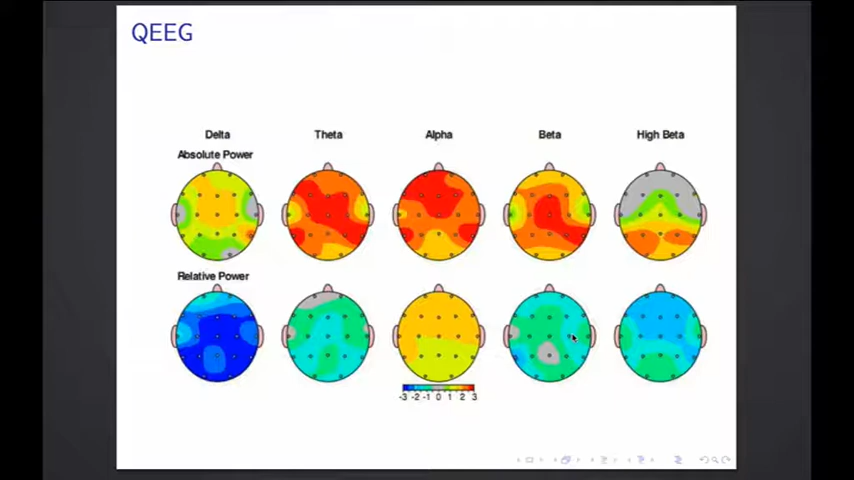 QEEG
Delta Theta Alpha Beta High Beta
Absolute Power
Relative Power
-3 -2 -1 0 1 2 3